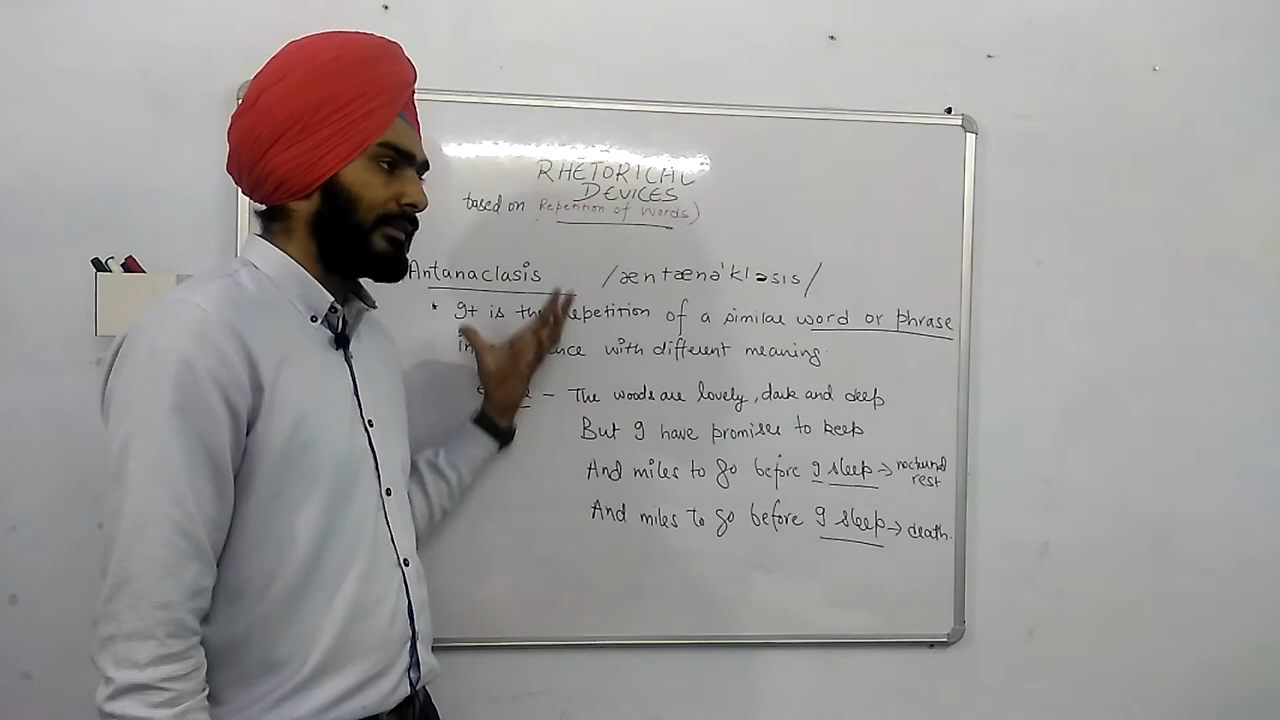 RHETORICAL
DEVICES
based on Repetition of Words)
Antanaclasis /æntænə'kləsɪs/
* It is the repetition of a similar word or phrase
in with different meaning.
- The woods are lovely, dark and deep
But I have promises to keep
And miles to go before I sleep → nocturnal rest
And miles to go before I sleep → death.